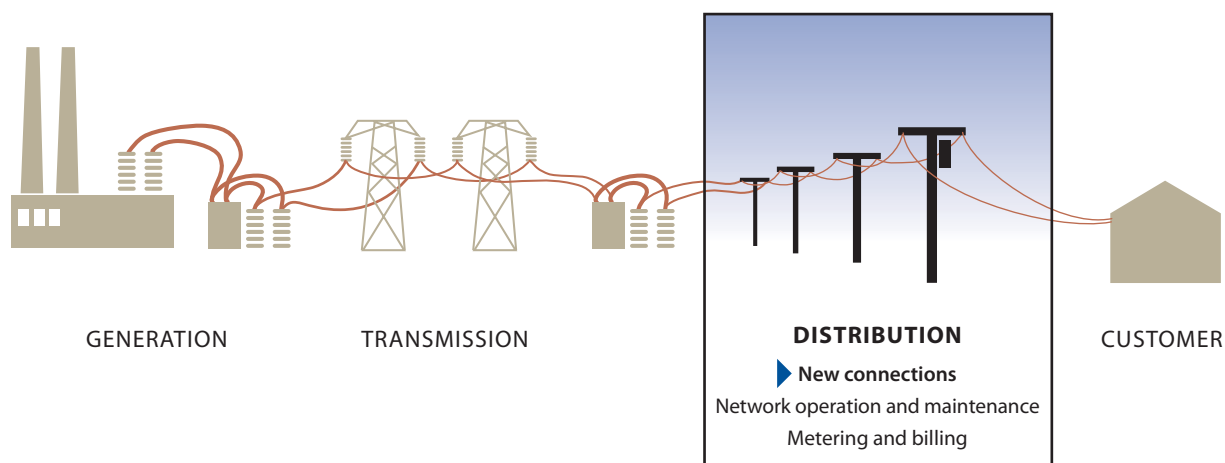 GENERATION
TRANSMISSION
DISTRIBUTION
New connections
Network operation and maintenance
Metering and billing
CUSTOMER